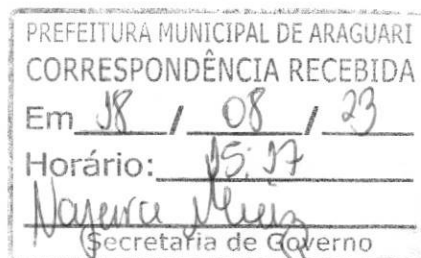 PREFEITURA MUNICIPAL DE ARAGUARI
CORRESPONDÊNCIA RECEBIDA
Em 18 / 08 / 23
Horário: 15:17
Secretaria de Governo